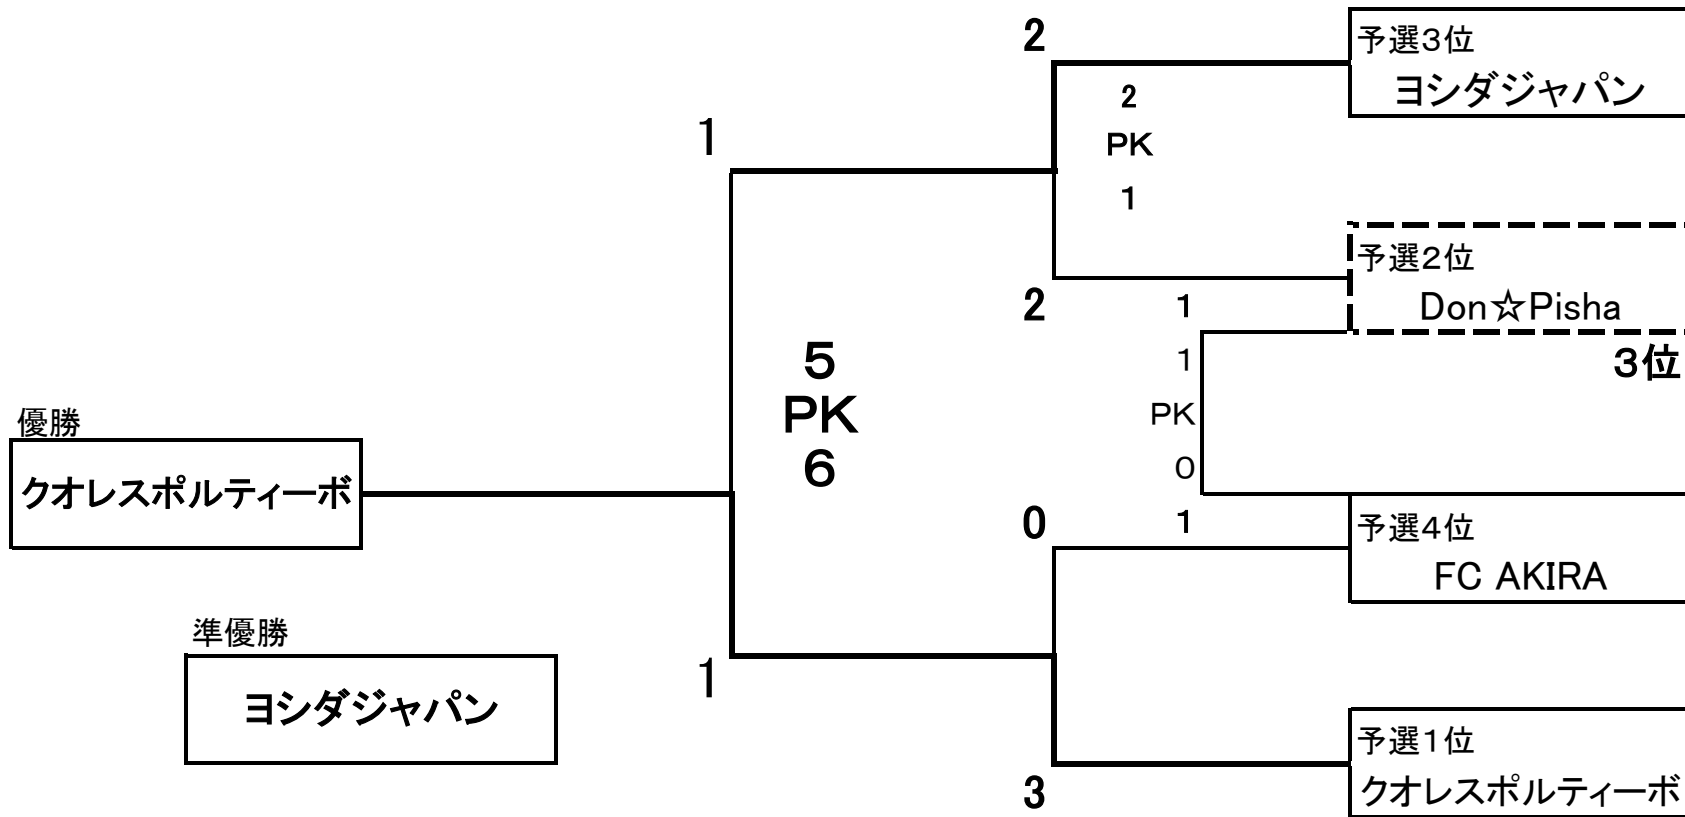 2
予選3位
ヨシダジャパン
2
PK
1
1
予選2位
Don☆Pisha
2
1
3位
5
PK
6
1
PK
0
優勝
クオレスポルティーボ
0
1
予選4位
FC AKIRA
準優勝
ヨシダジャパン
1
予選1位
クオレスポルティーボ
3